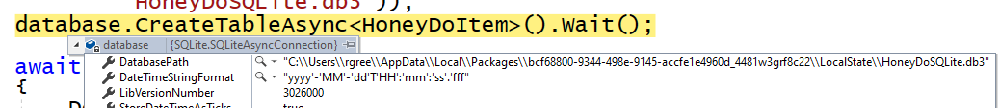 "HoneyDoSQLite.db3"));
database.CreateTableAsync<HoneyDoItem>().Wait();
database {SQLite.SQLiteAsyncConnection}
await
DatabasePath "C:\\Users\\rgree\\AppData\\Local\\Packages\\bcf68800-9344-498e-9145-accfe1e4960d_4481w3grf8c22\\LocalState\\HoneyDoSQLite.db3"
DateTimeStringFormat "yyyy'-'MM'-'dd'T'HH':'mm':'ss'.'fff"
{
LibVersionNumber 3026000
StoreDateTimeAsTicks true